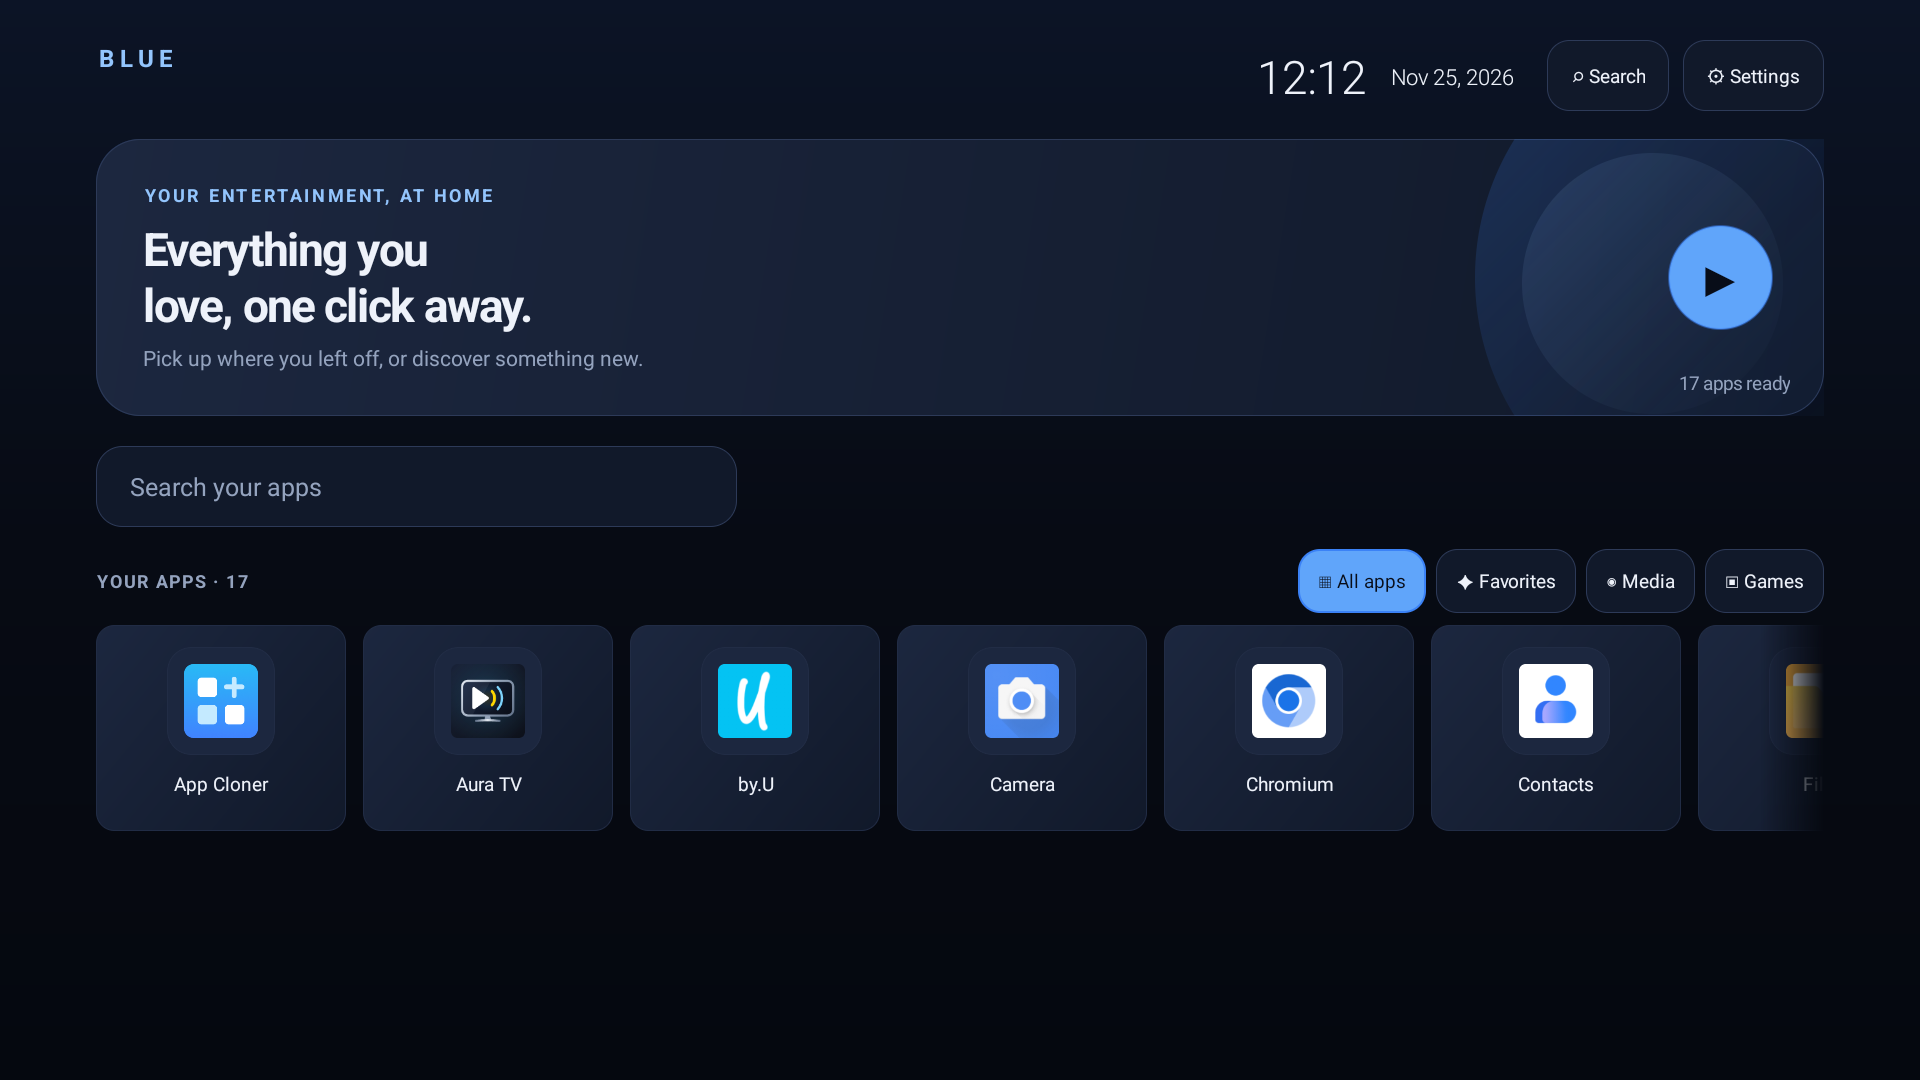 BLUE
12:12
Nov 25, 2026
Search
Settings
YOUR ENTERTAINMENT, AT HOME
Everything you
love, one click away.
Pick up where you left off, or discover something new.
17 apps ready
Search your apps
YOUR APPS · 17
All apps
Favorites
Media
Games
App Cloner
Aura TV
by.U
Camera
Chromium
Contacts